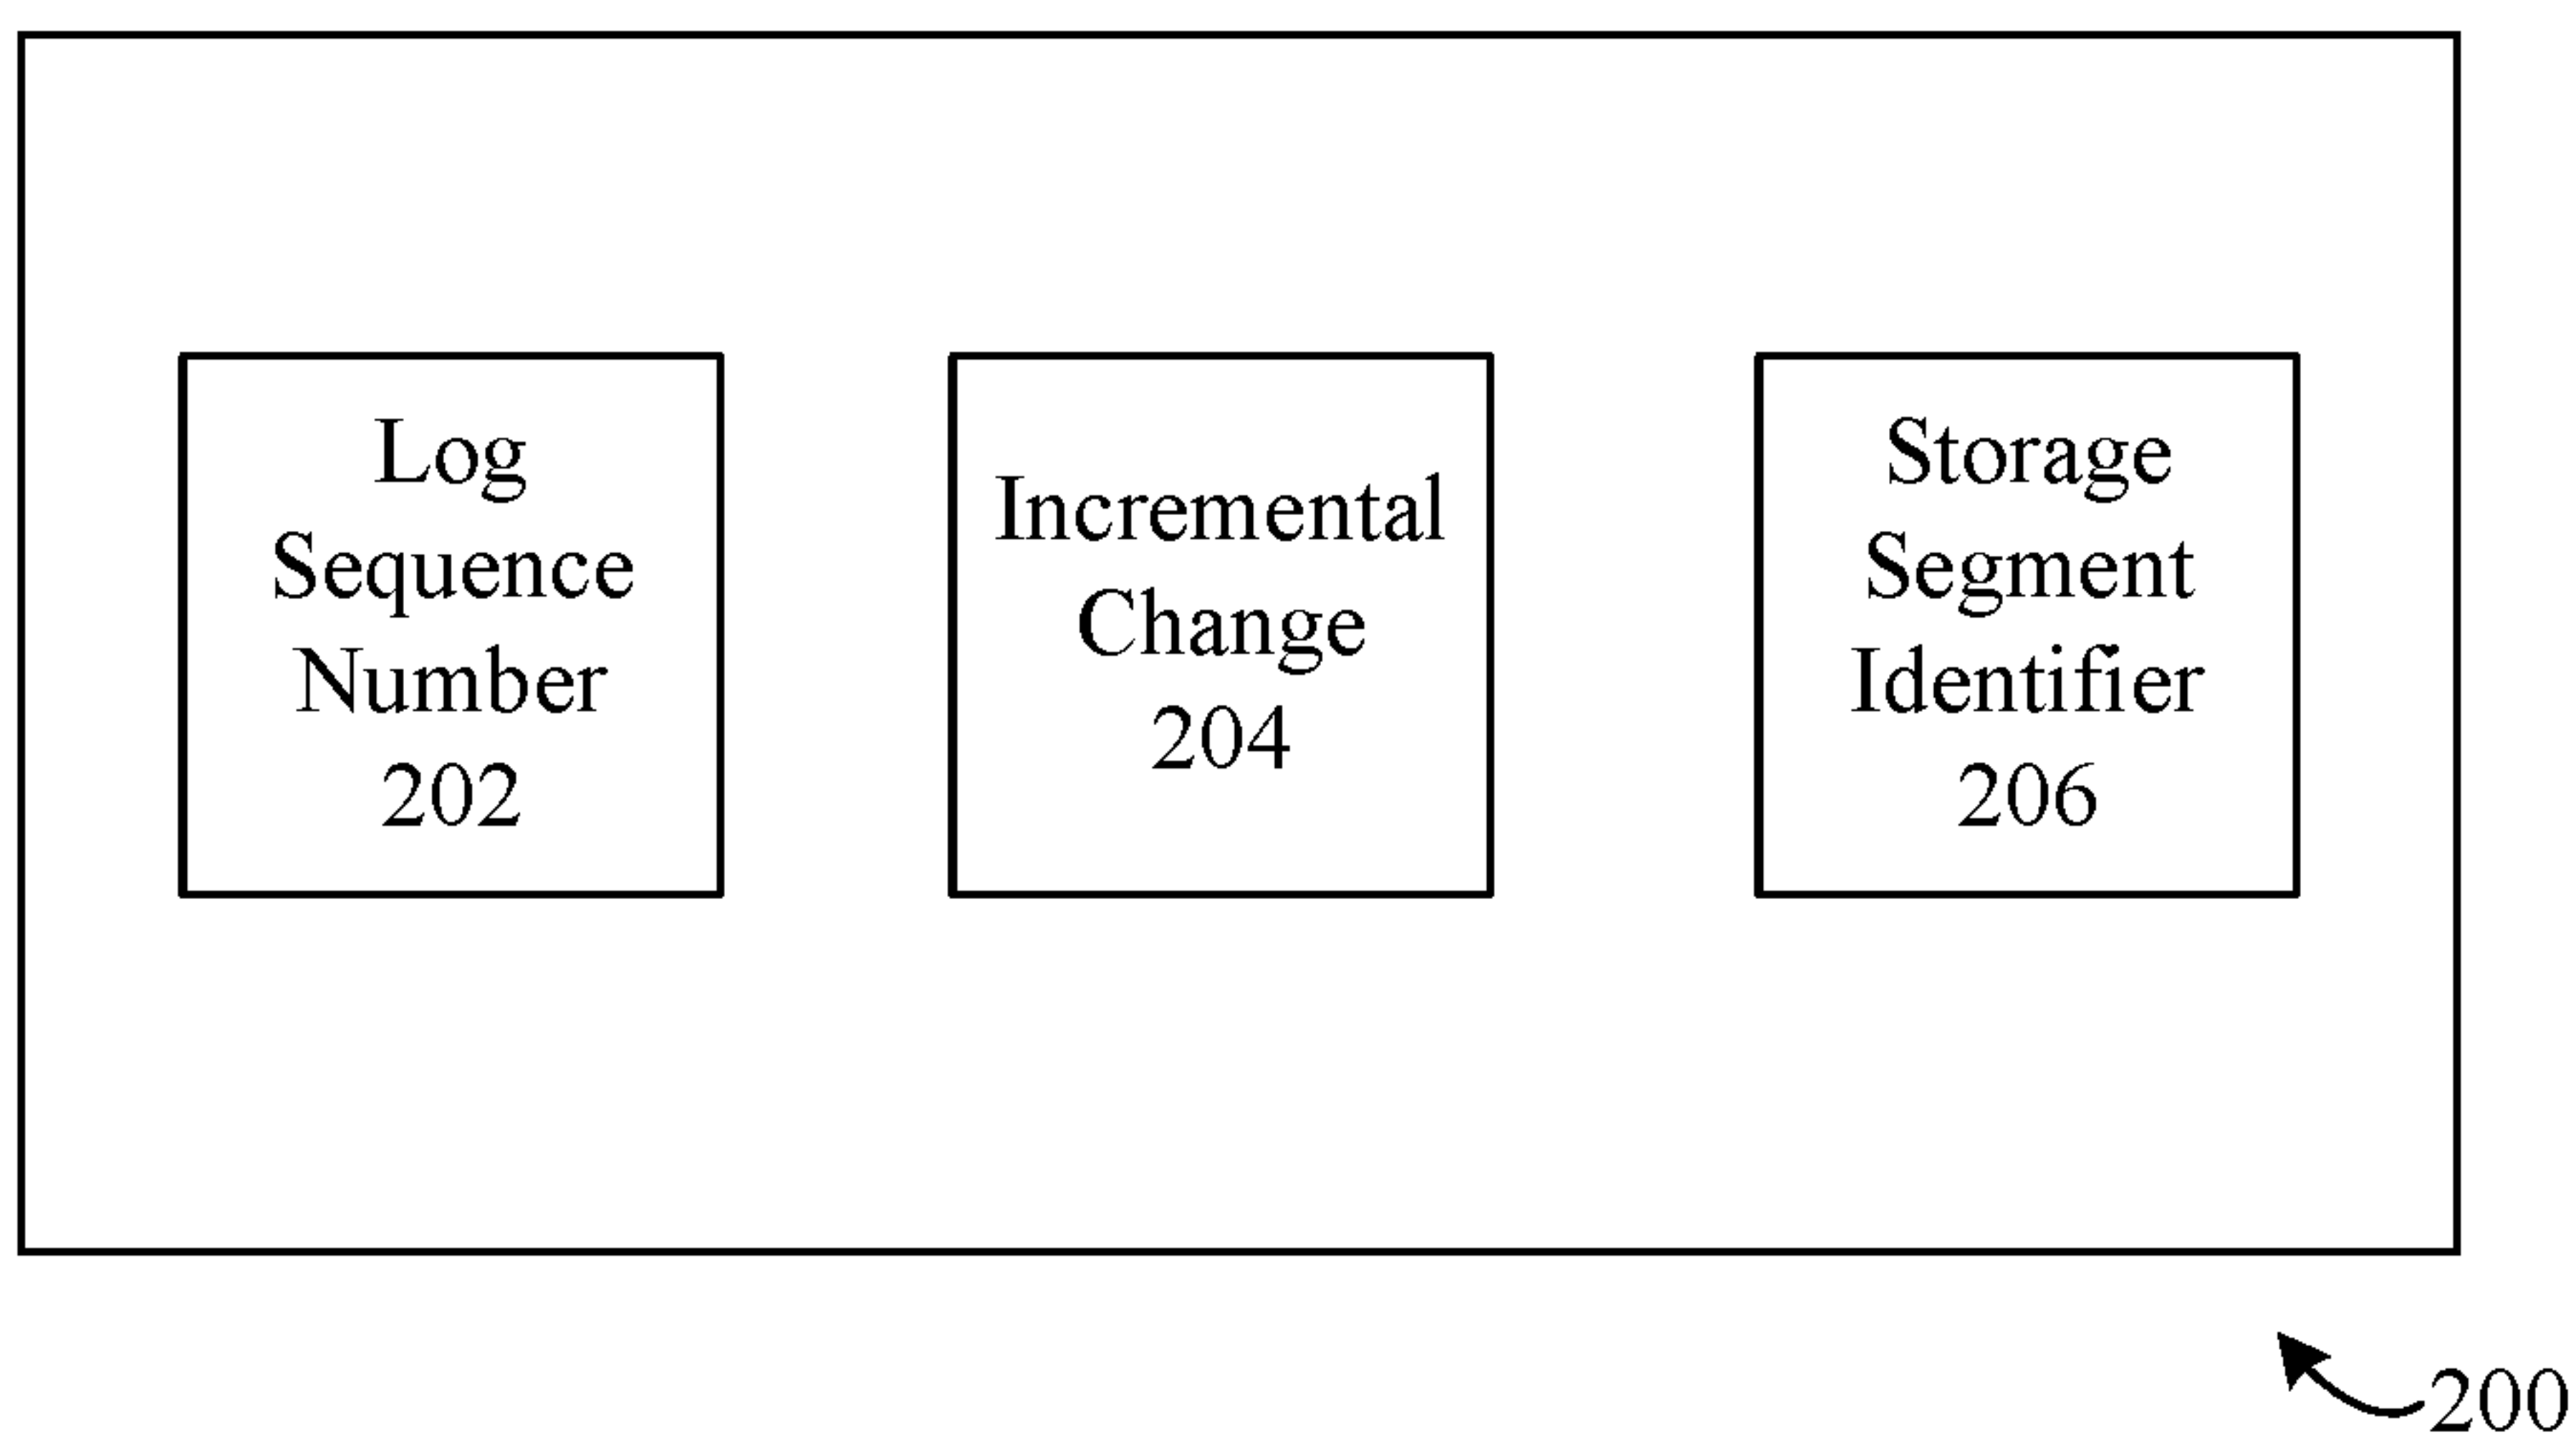 Log
Sequence
Number
202
Incremental
Change
204
Storage
Segment
Identifier
206
200